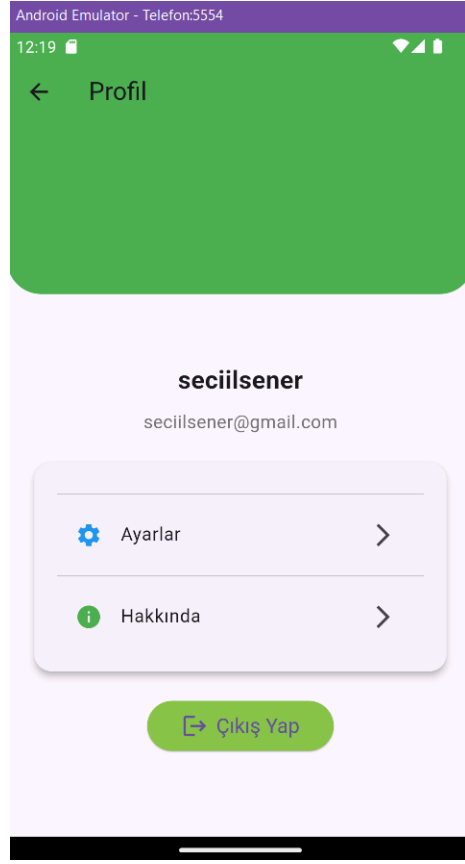 Android Emulator - Telefon:5554
12:19
Profil
seciilsener
seciilsener@gmail.com
Ayarlar
Hakkında
Çıkış Yap